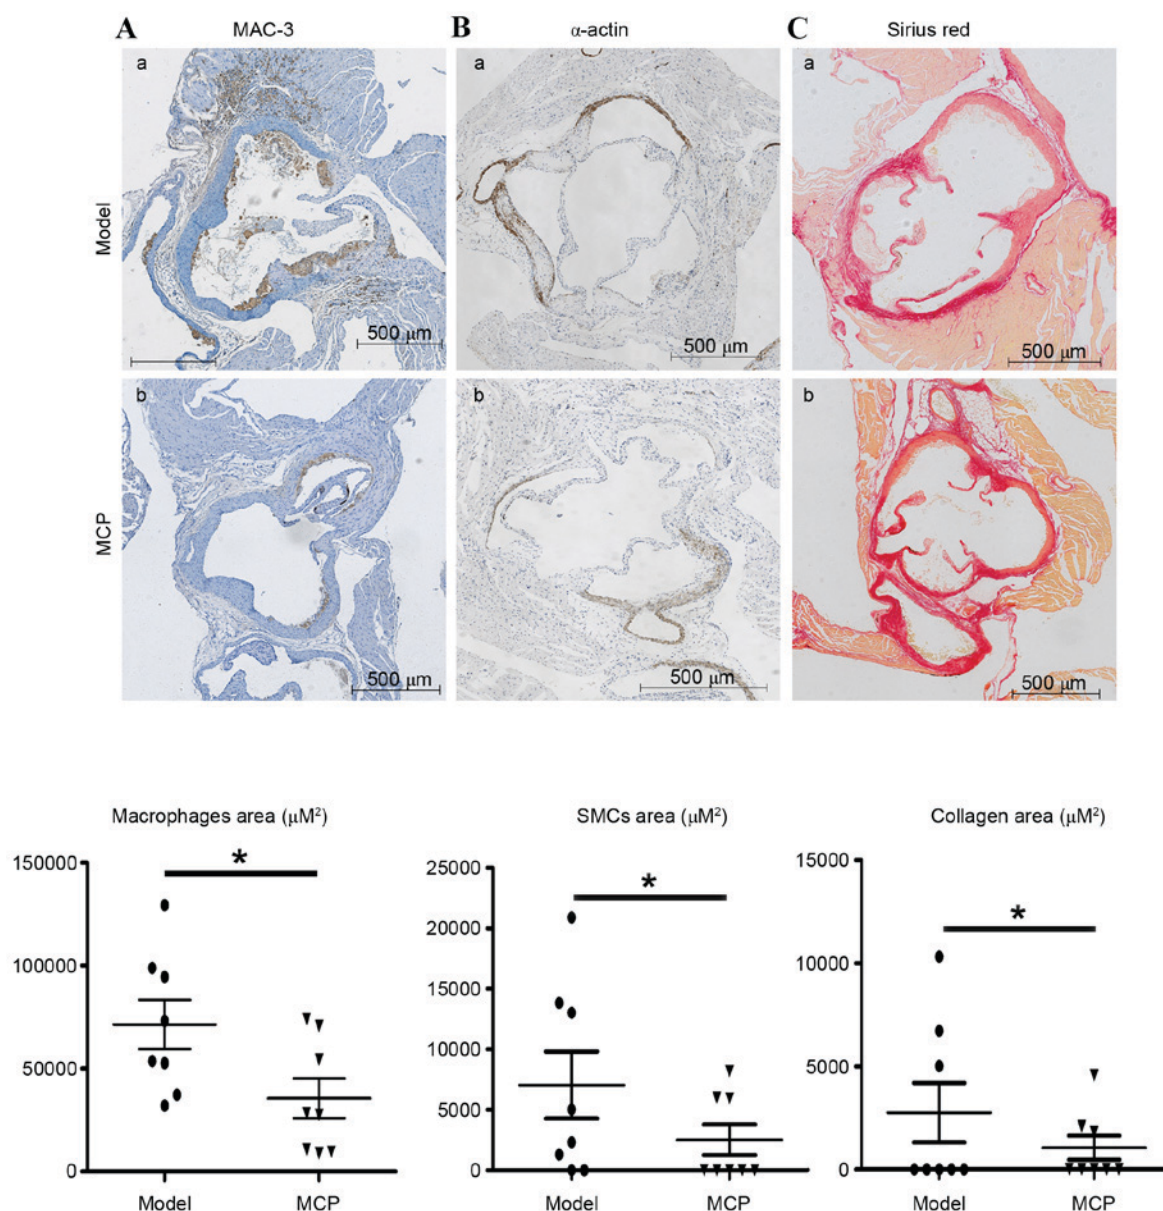 A MAC-3
B α-actin
C Sirius red
Model
a
500 μm
a
500 μm
a
500 μm
MCP
b
500 μm
b
500 μm
b
500 μm
Macrophages area (μM²)
150000
100000
50000
0
*
Model MCP
SMCs area (μM²)
25000
20000
15000
10000
5000
0
*
Model MCP
Collagen area (μM²)
15000
10000
5000
0
*
Model MCP